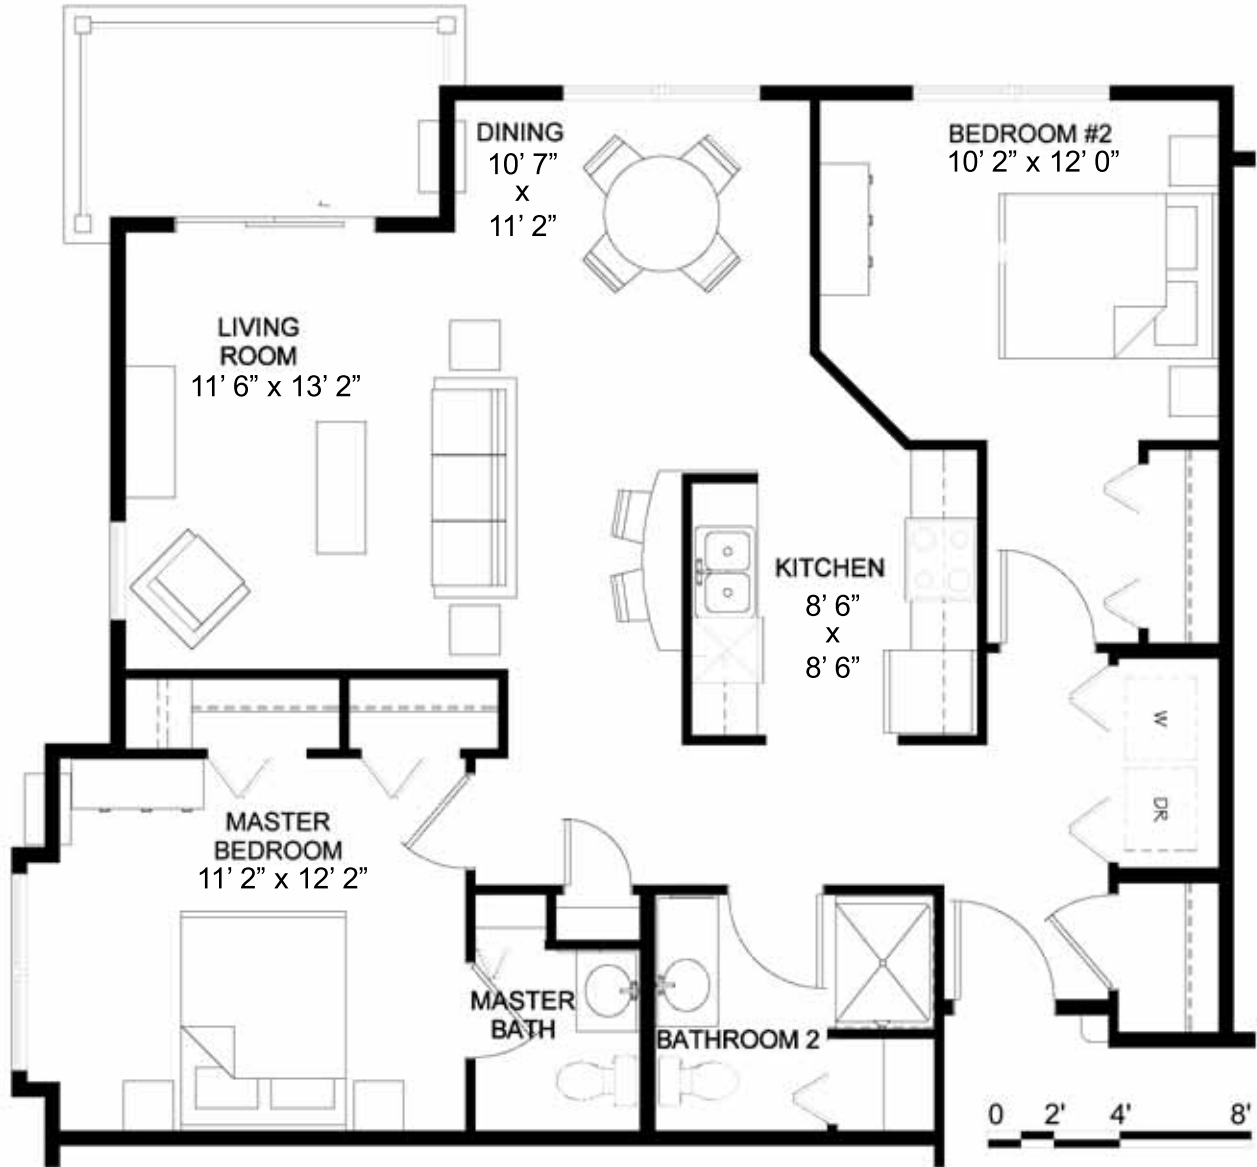 DINING
10' 7”
x
11' 2”
BEDROOM #2
10' 2” x 12' 0”
LIVING
ROOM
11' 6” x 13' 2”
KITCHEN
8' 6”
x
8' 6”
W
DR
MASTER
BEDROOM
11' 2” x 12' 2”
MASTER
BATH
BATHROOM 2
0 2' 4' 8'